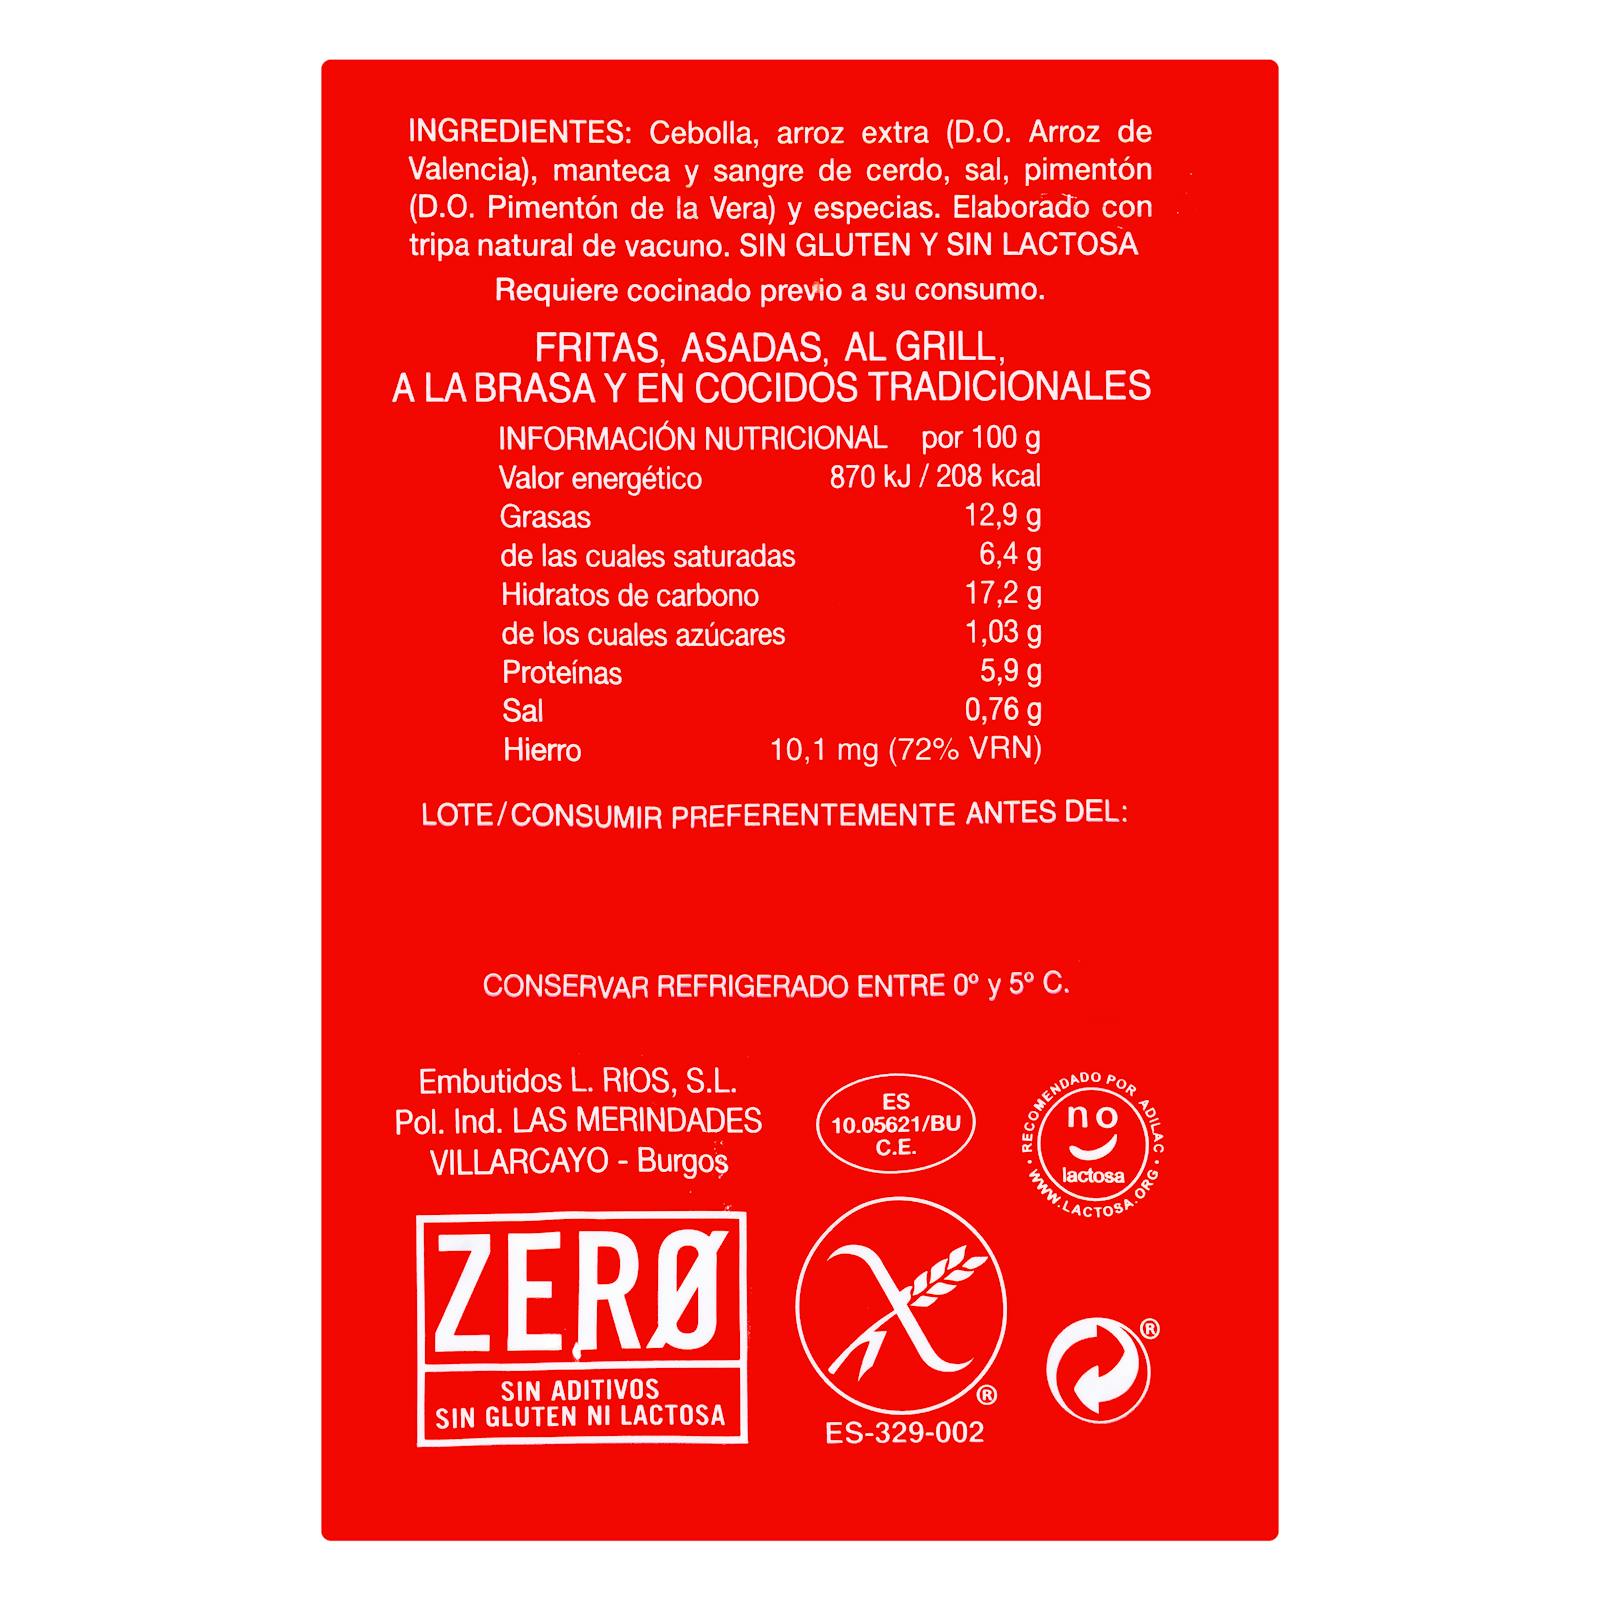 INGREDIENTES: Cebolla, arroz extra (D.O. Arroz de
Valencia), manteca y sangre de cerdo, sal, pimentón
(D.O. Pimentón de la Vera) y especias. Elaborado con
tripa natural de vacuno. SIN GLUTEN Y SIN LACTOSA
Requiere cocinado previo a su consumo.
FRITAS, ASADAS, AL GRILL,
A LA BRASA Y EN COCIDOS TRADICIONALES
INFORMACIÓN NUTRICIONAL por 100 g
Valor energético 870 kJ / 208 kcal
Grasas 12,9 g
de las cuales saturadas 6,4 g
Hidratos de carbono 17,2 g
de los cuales azúcares 1,03 g
Proteínas 5,9 g
Sal 0,76 g
Hierro 10,1 mg (72% VRN)
LOTE/CONSUMIR PREFERENTEMENTE ANTES DEL:
CONSERVAR REFRIGERADO ENTRE 0º y 5º C.
Embutidos L. RIOS, S.L.
Pol. Ind. LAS MERINDADES
VILLARCAYO - Burgos
ES
10.05621/BU
C.E.
RECOMENDADO POR ADILAC
no
lactosa
WWW.LACTOSA.ORG
ZERØ
SIN ADITIVOS
SIN GLUTEN NI LACTOSA
®
ES-329-002
®